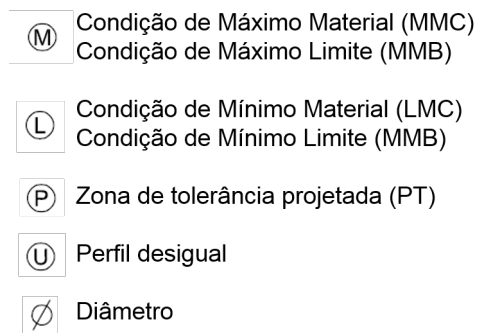 Ⓜ Condição de Máximo Material (MMC)
Condição de Máximo Limite (MMB)
Ⓛ Condição de Mínimo Material (LMC)
Condição de Mínimo Limite (MMB)
Ⓟ Zona de tolerância projetada (PT)
Ⓤ Perfil desigual
⌀ Diâmetro